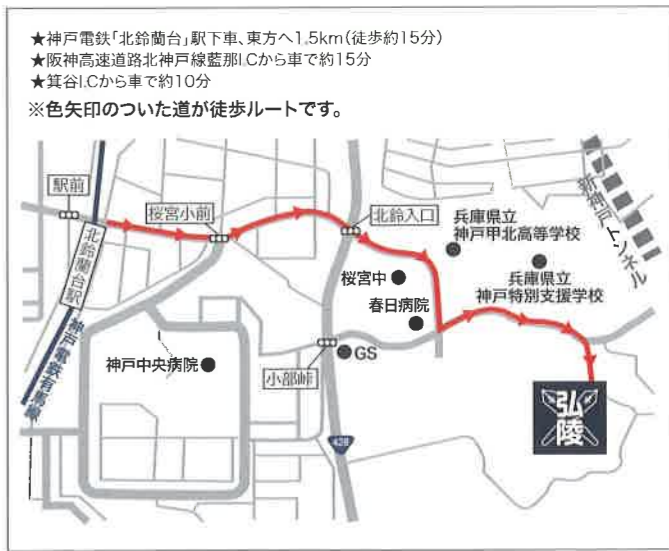 ★神戸電鉄「北鈴蘭台」駅下車、東方へ1.5km(徒歩約15分)
★阪神高速道路北神戸線藍那I.Cから車で約15分
★箕谷I.Cから車で約10分
※色矢印のついた道が徒歩ルートです。
駅前
桜宮小前
北鈴入口
兵庫県立
神戸甲北高等学校
新神戸トンネル
北鈴蘭台駅
桜宮中
兵庫県立
神戸特別支援学校
春日病院
神戸電鉄有馬線
GS
神戸中央病院
小部峠
弘陵
428